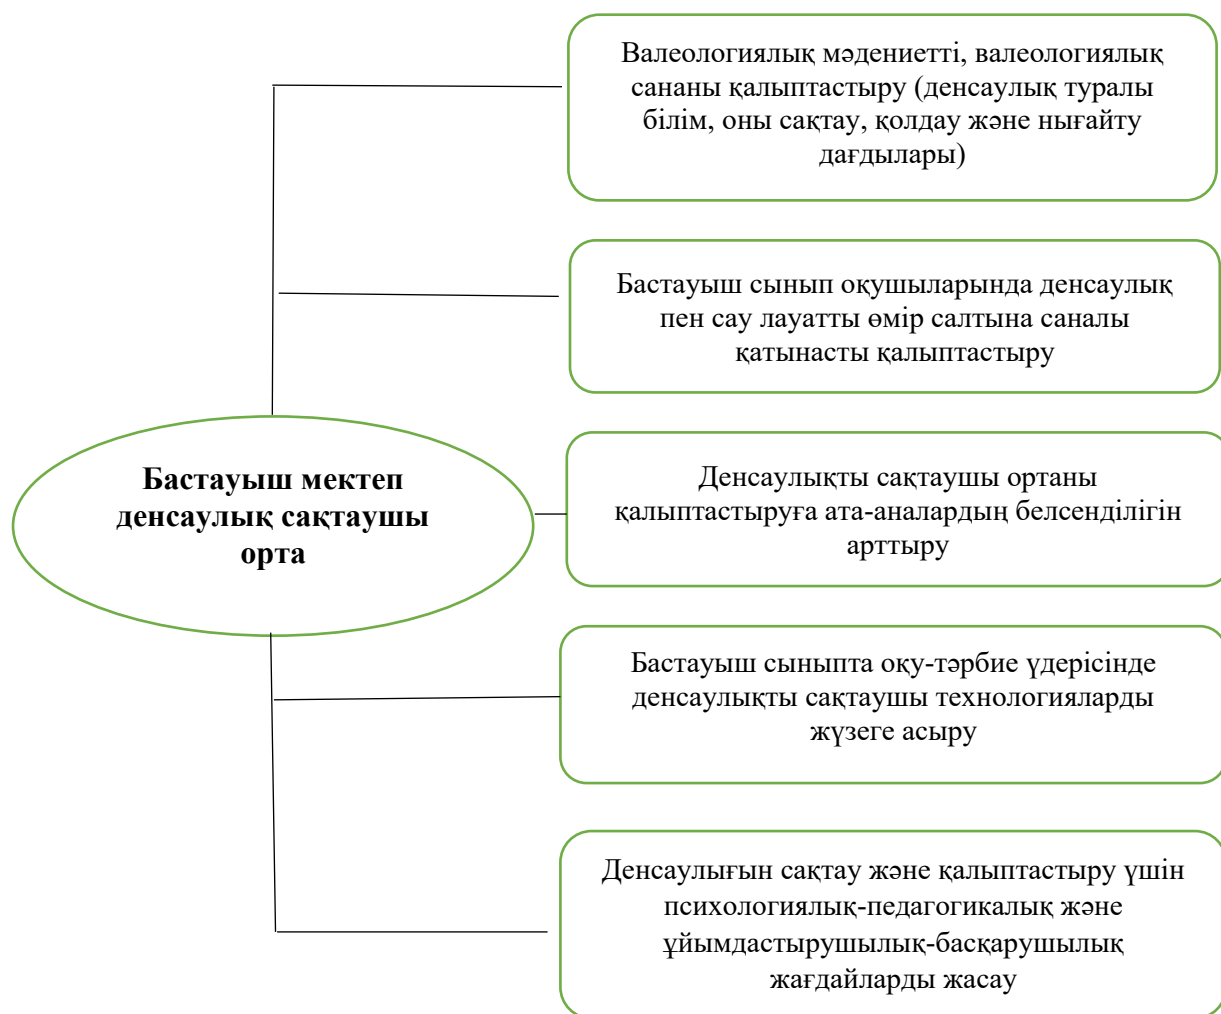 Валеологиялық мәдениетті, валеологиялық
сананы қалыптастыру (денсаулық туралы
білім, оны сақтау, қолдау және нығайту
дағдылары)
Бастауыш сынып оқушыларында денсаулық
пен сау лауатты өмір салтына саналы
қатынасты қалыптастыру
Бастауыш мектеп
денсаулық сақтаушы
орта
Денсаулықты сақтаушы ортаны
қалыптастыруға ата-аналардың белсенділігін
арттыру
Бастауыш сыныпта оқу-тәрбие үдерісінде
денсаулықты сақтаушы технологияларды
жүзеге асыру
Денсаулығын сақтау және қалыптастыру үшін
психологиялық-педагогикалық және
ұйымдастырушылық-басқарушылық
жағдайларды жасау